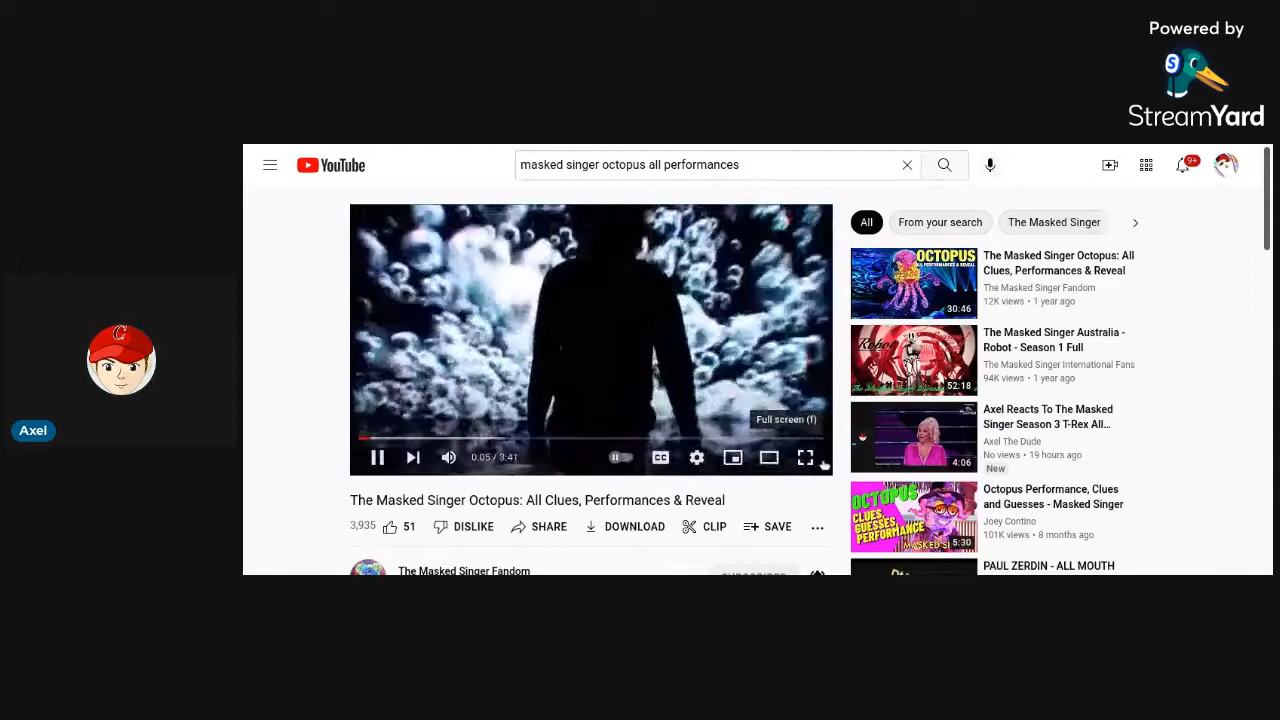 Powered by
StreamYard
YouTube
masked singer octopus all performances
9+
All
From your search
The Masked Singer
Full screen (f)
CC
0:05 / 3:41
The Masked Singer Octopus: All Clues, Performances & Reveal
3,935
51
DISLIKE
SHARE
DOWNLOAD
CLIP
SAVE
The Masked Singer Fandom
OCTOPUS
30:46
The Masked Singer Octopus: All
Clues, Performances & Reveal
The Masked Singer Fandom
12K views • 1 year ago
Robot
52:18
The Masked Singer Australia -
Robot - Season 1 Full
The Masked Singer International Fans
94K views • 1 year ago
4:06
Axel Reacts To The Masked
Singer Season 3 T-Rex All...
Axel The Dude
No views • 19 hours ago
New
OCTOPUS
CLUES,
GUESSES,
PERFORMANCE
5:30
Octopus Performance, Clues
and Guesses - Masked Singer
Joey Contino
101K views • 8 months ago
PAUL ZERDIN - ALL MOUTH
C
Axel